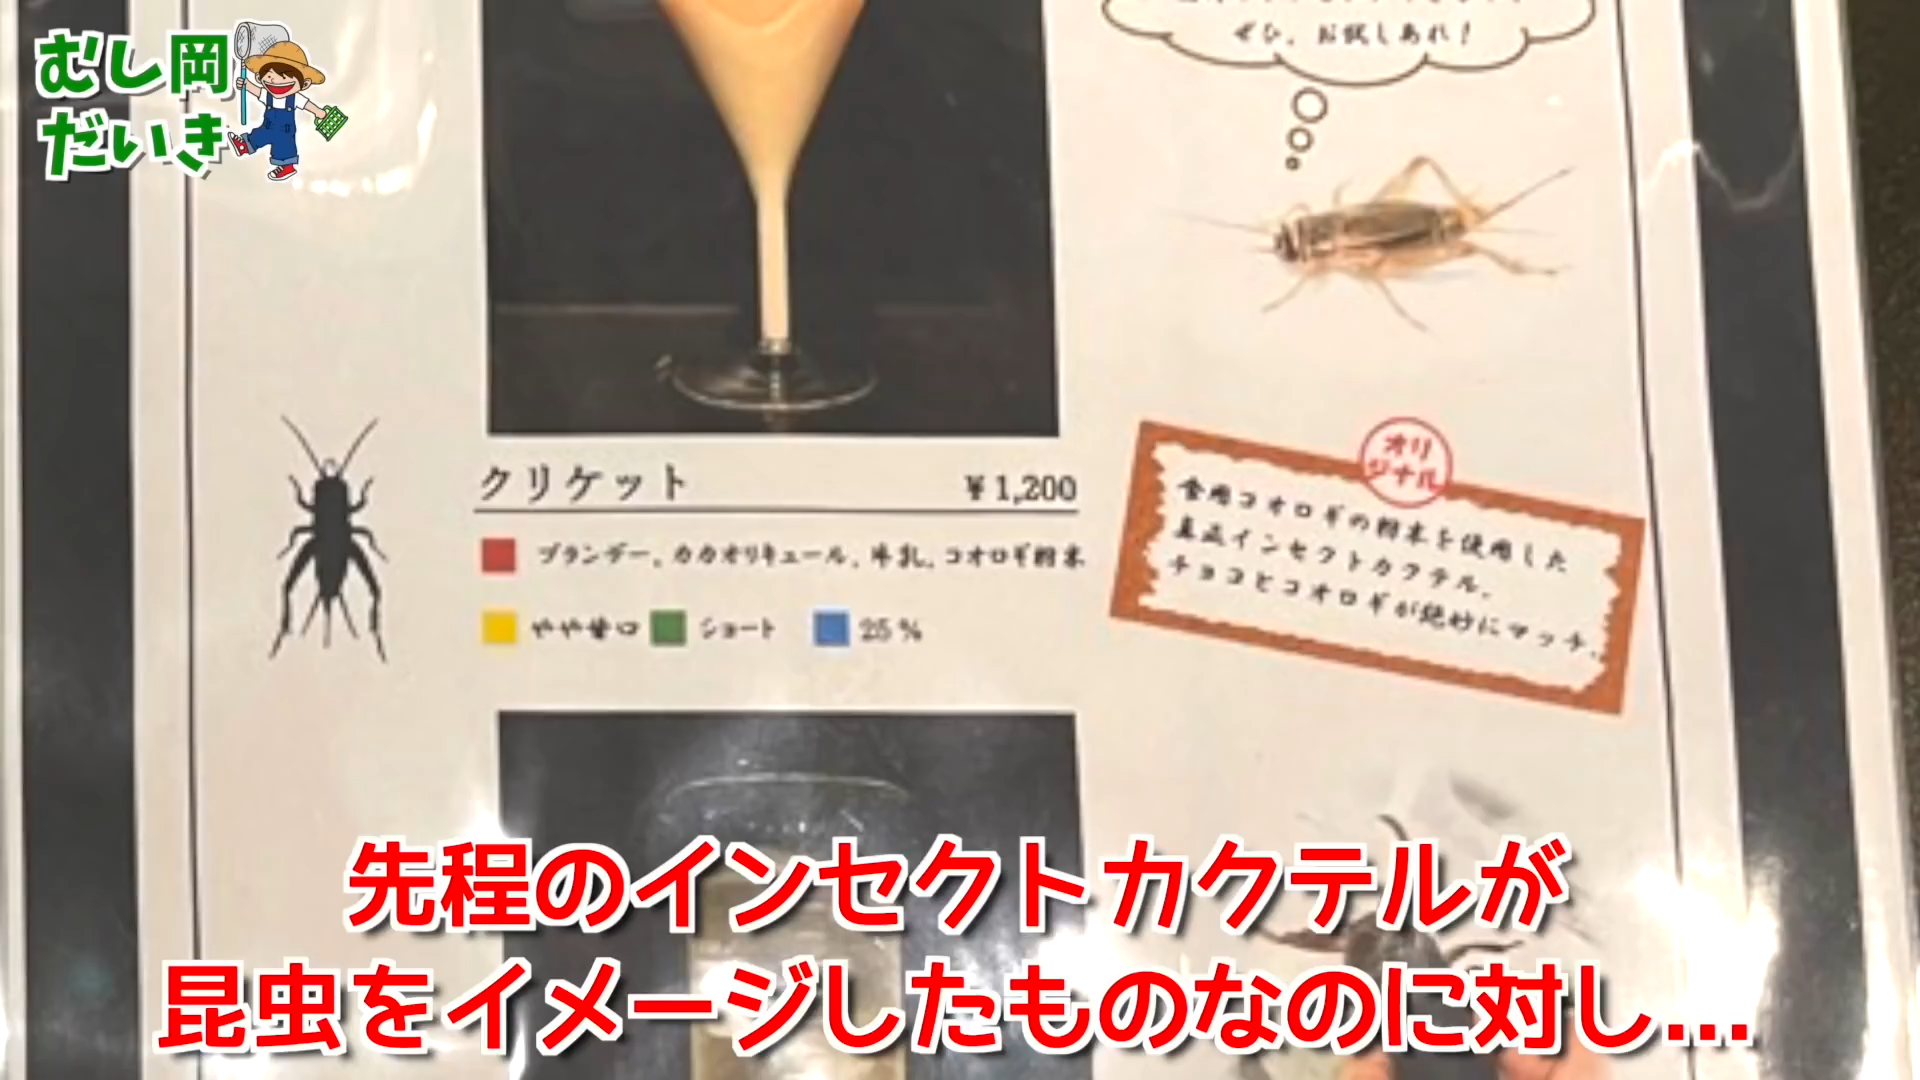 むし岡
だいき
ぜひ、お試しあれ！
クリケット ¥1,200
ブランデー、カカオリキュール、牛乳、コオロギ粉末
やや甘口 ショート 25%
オリ
ジナル
食用コオロギの粉末を使用した
真正インセクトカクテル。
チョコとコオロギが絶妙にマッチ。
先程のインセクトカクテルが
昆虫をイメージしたものなのに対し…